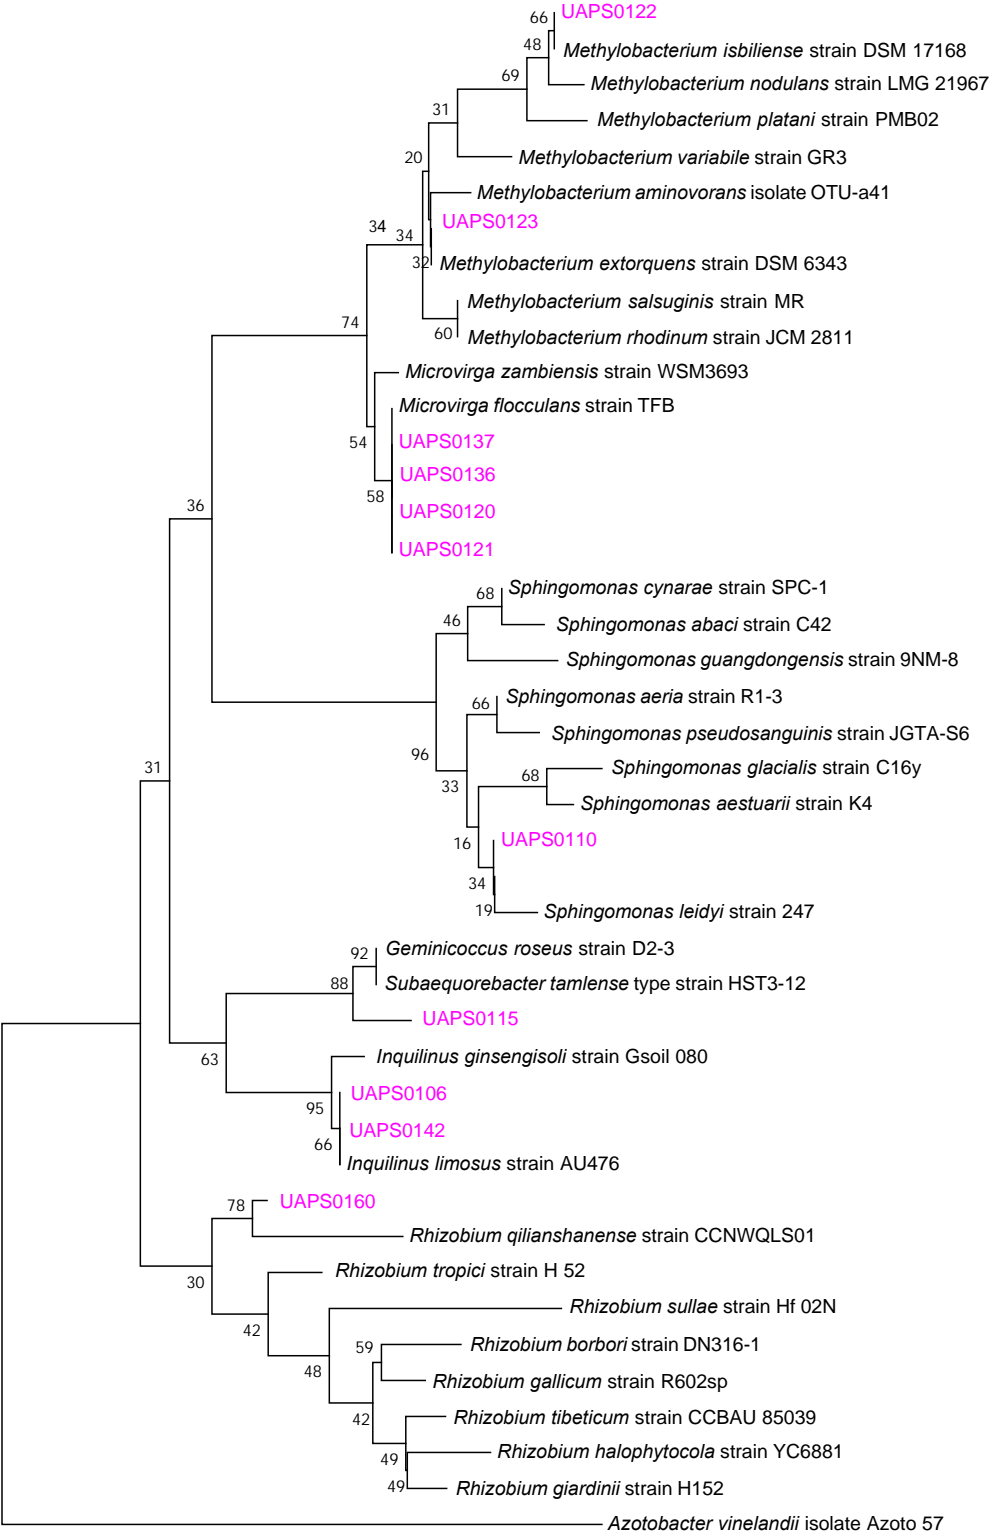 UAPS0122
66
Methylobacterium isbiliense strain DSM 17168
48
69
Methylobacterium nodulans strain LMG 21967
Methylobacterium platani strain PMB02
31
Methylobacterium variabile strain GR3
20
Methylobacterium aminovorans isolate OTU-a41
UAPS0123
34
34
32
Methylobacterium extorquens strain DSM 6343
Methylobacterium salsuginis strain MR
74
60
Methylobacterium rhodinum strain JCM 2811
Microvirga zambiensis strain WSM3693
Microvirga flocculans strain TFB
54
UAPS0137
UAPS0136
58
36
UAPS0120
UAPS0121
Sphingomonas cynarae strain SPC-1
68
Sphingomonas abaci strain C42
46
Sphingomonas guangdongensis strain 9NM-8
Sphingomonas aeria strain R1-3
66
Sphingomonas pseudosanguinis strain JGTA-S6
96
31
Sphingomonas glacialis strain C16y
68
33
Sphingomonas aestuarii strain K4
UAPS0110
16
34
19
Sphingomonas leidyi strain 247
Geminicoccus roseus strain D2-3
92
88
Subaequorebacter tamlense type strain HST3-12
UAPS0115
63
Inquilinus ginsengisoli strain Gsoil 080
UAPS0106
95
UAPS0142
66
Inquilinus limosus strain AU476
78
UAPS0160
Rhizobium qilianshanense strain CCNWQLS01
30
Rhizobium tropici strain H 52
Rhizobium sullae strain Hf 02N
42
59
Rhizobium borbori strain DN316-1
48
Rhizobium gallicum strain R602sp
42
Rhizobium tibeticum strain CCBAU 85039
Rhizobium halophytocola strain YC6881
49
49
Rhizobium giardinii strain H152
Azotobacter vinelandii isolate Azoto 57